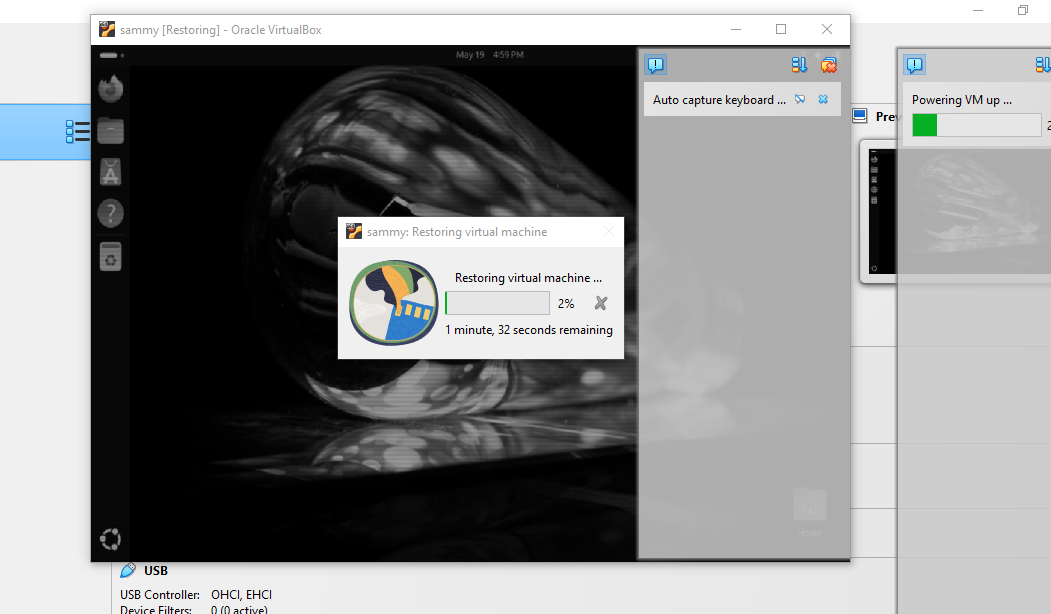 sammy [Restoring] - Oracle VirtualBox
May 19 4:59 PM
Auto capture keyboard ...
Powering VM up ...
2
Prev
sammy: Restoring virtual machine
Restoring virtual machine ...
2%
1 minute, 32 seconds remaining
Home
USB
USB Controller: OHCI, EHCI
Device Filters: 0 (0 active)